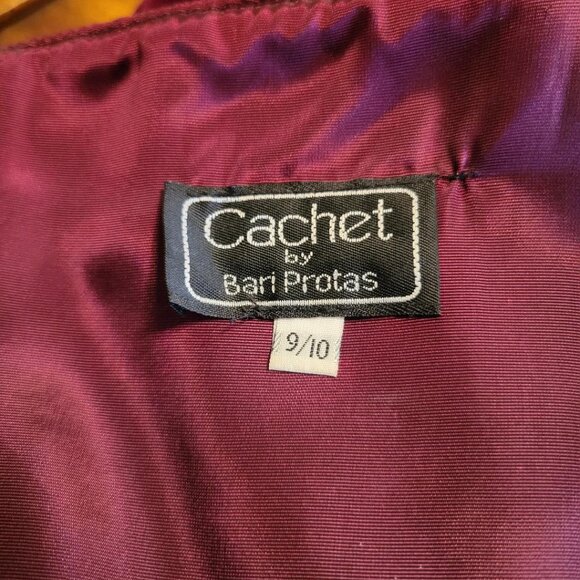 Cachet
by
Bari Protas
9/10